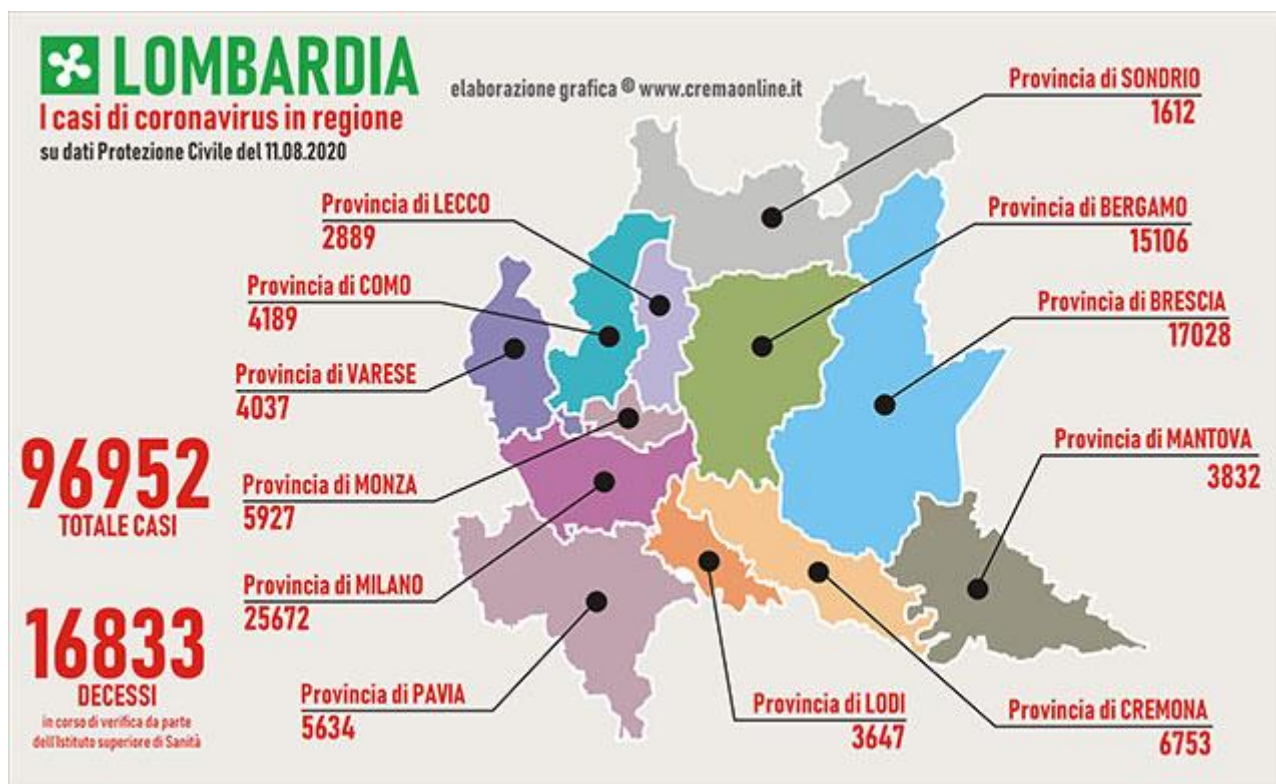 LOMBARDIA
I casi di coronavirus in regione
su dati Protezione Civile del 11.08.2020
elaborazione grafica © www.cremaonline.it
Provincia di SONDRIO
1612
Provincia di LECCO
2889
Provincia di BERGAMO
15106
Provincia di COMO
4189
Provincia di BRESCIA
17028
Provincia di VARESE
4037
Provincia di MANTOVA
3832
96952
TOTALE CASI
Provincia di MONZA
5927
Provincia di MILANO
25672
16833
DECESSI
in corso di verifica da parte
dell'Istituto superiore di Sanità
Provincia di PAVIA
5634
Provincia di LODI
3647
Provincia di CREMONA
6753